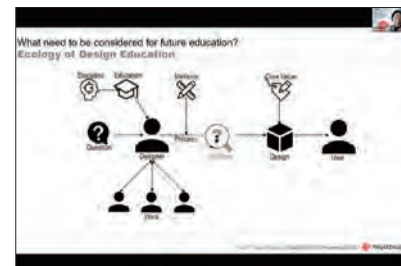 What need to be considered for future education?
Ecology of Design Education
Discipline
Education
Methods
Core Value
?
Question
Designer
Process
?
Design
User
Work